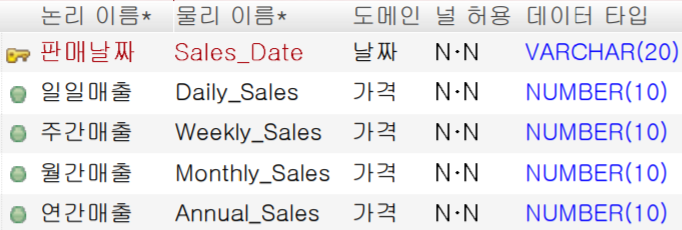 논리 이름* 물리 이름* 도메인 널 허용 데이터 타입
판매날짜 Sales_Date 날짜 N·N VARCHAR(20)
일일매출 Daily_Sales 가격 N·N NUMBER(10)
주간매출 Weekly_Sales 가격 N·N NUMBER(10)
월간매출 Monthly_Sales 가격 N·N NUMBER(10)
연간매출 Annual_Sales 가격 N·N NUMBER(10)